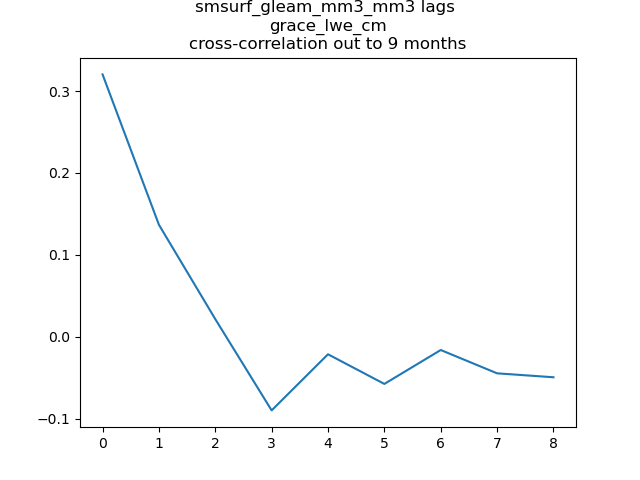 smsurf_gleam_mm3_mm3 lags
grace_lwe_cm
cross-correlation out to 9 months
0.3
0.2
0.1
0.0
−0.1
0 1 2 3 4 5 6 7 8